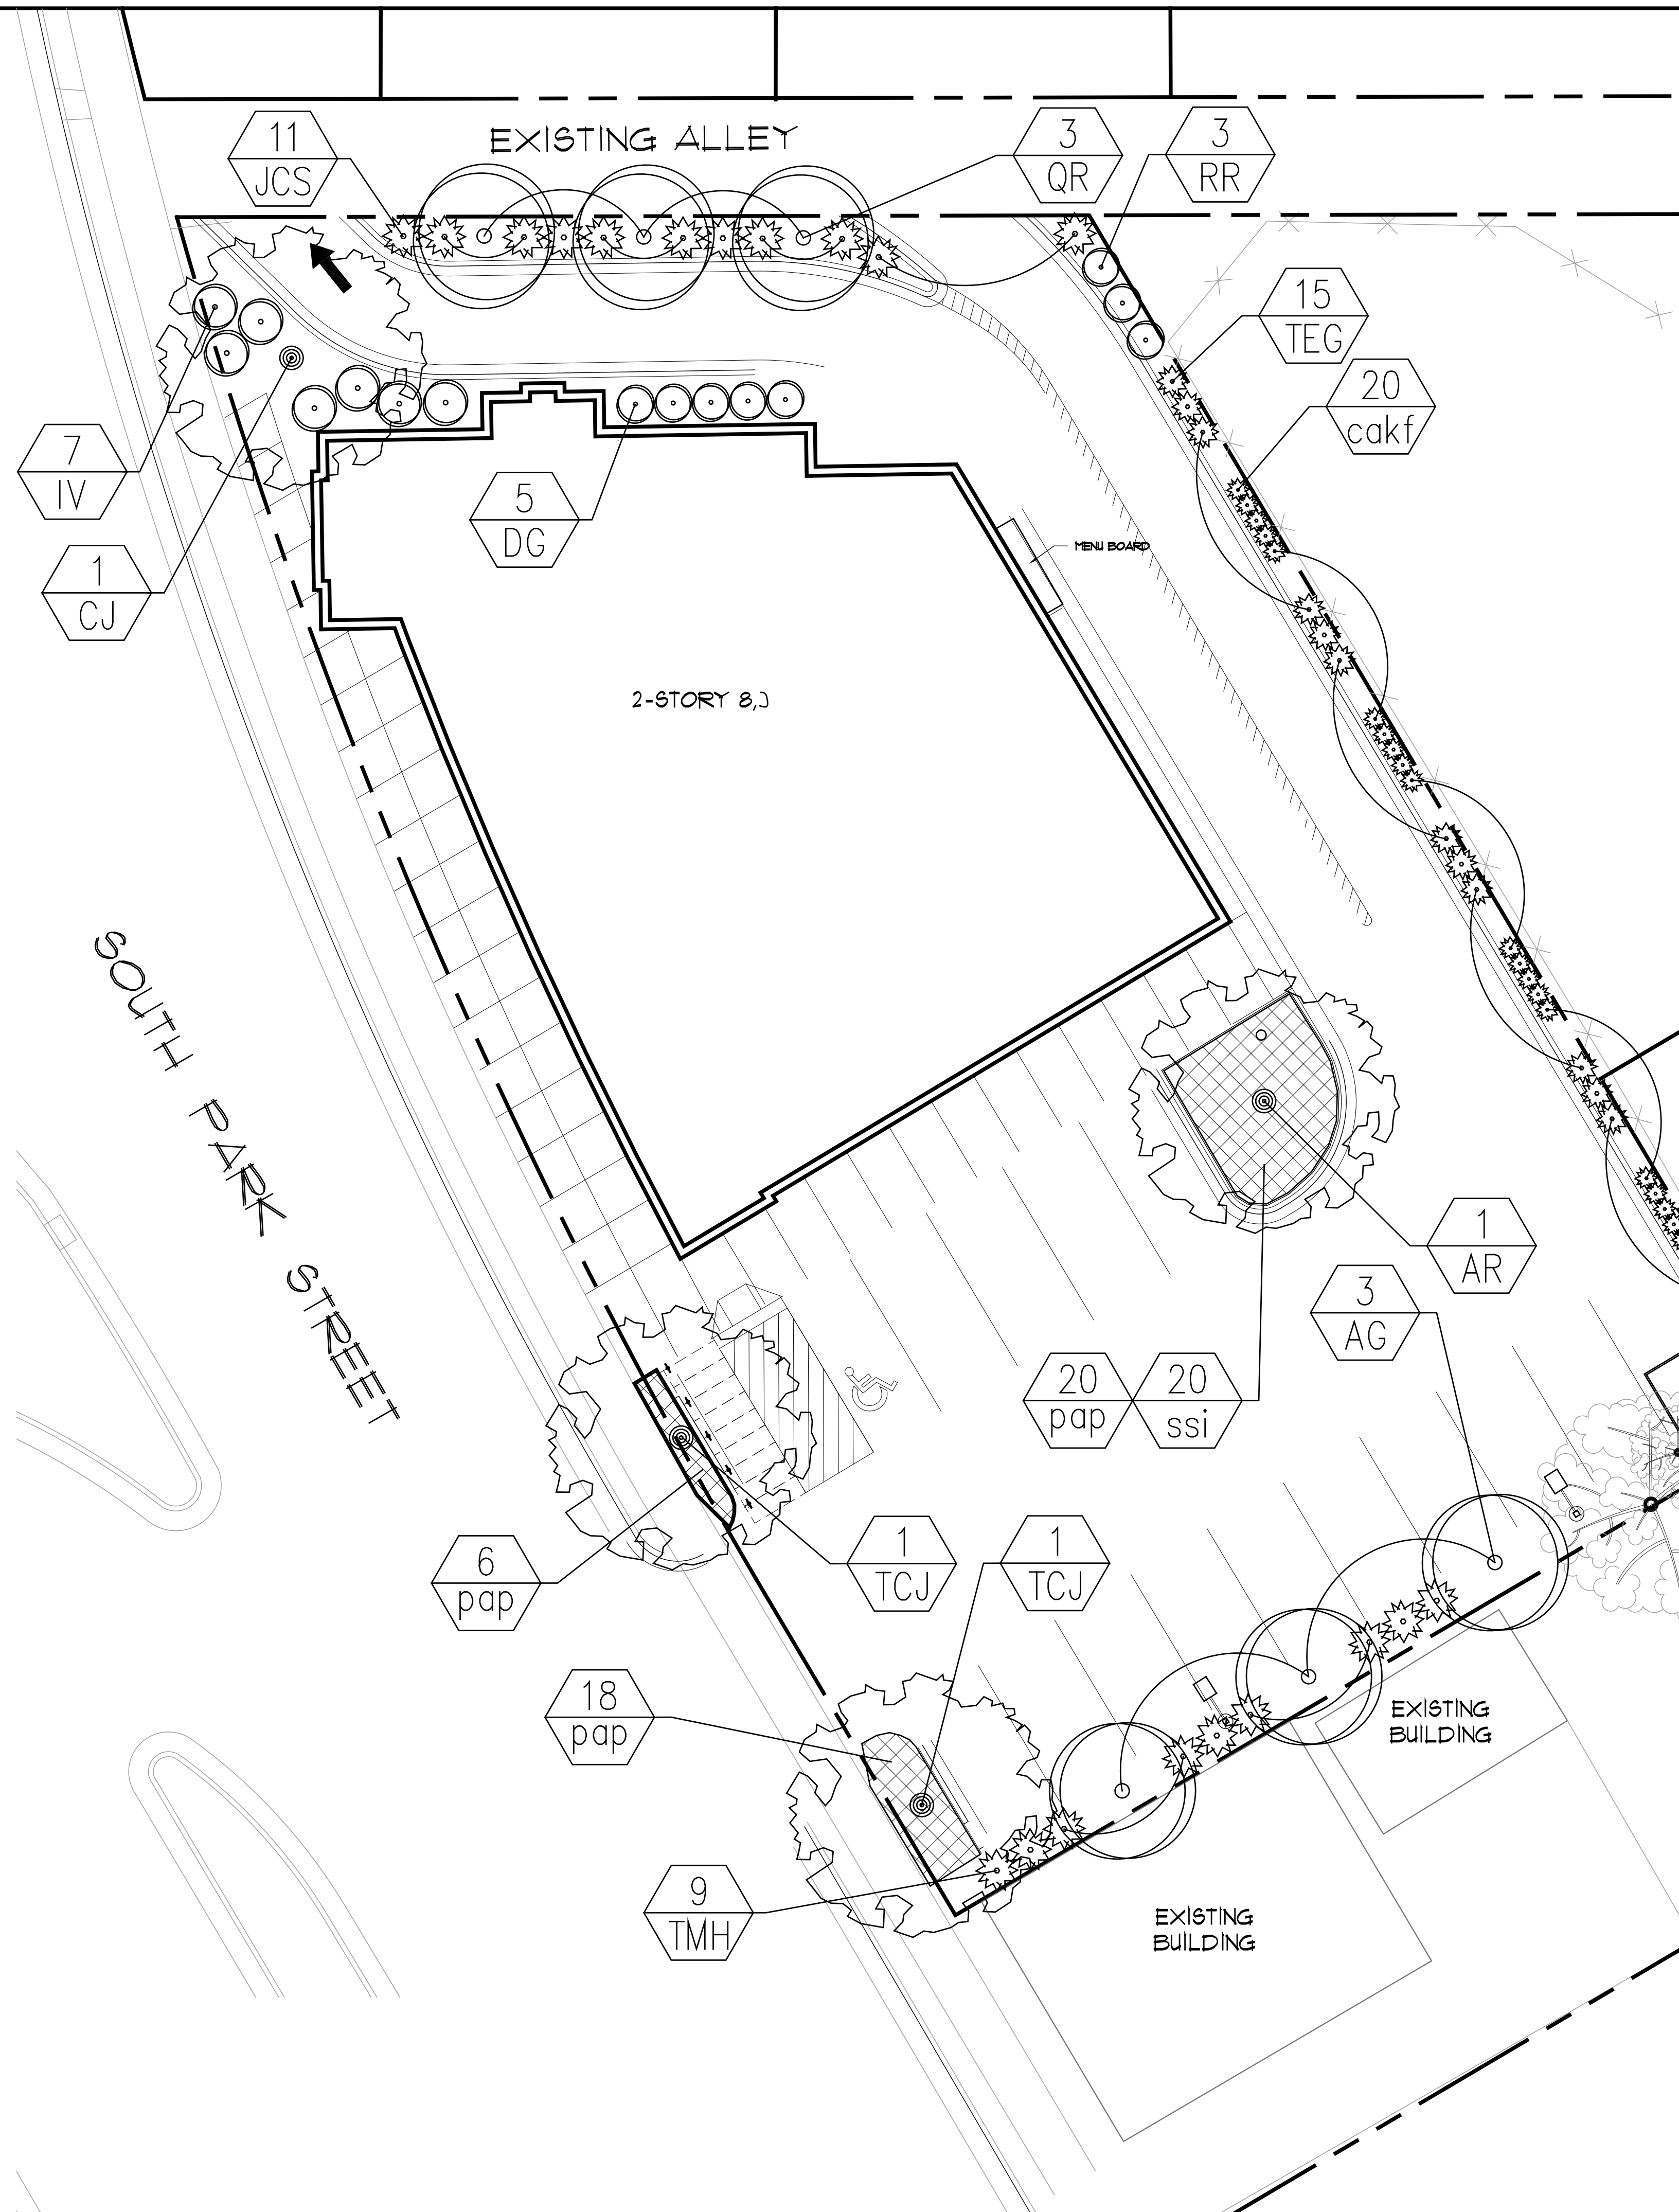 EXISTING ALLEY
11
JCS
3
QR
3
RR
15
TEG
20
cakf
7
IV
5
DG
MENU BOARD
1
CJ
2-STORY 8,
SOUTH PARK STREET
1
AR
3
AG
20
pap
20
ssi
6
pap
1
TCJ
1
TCJ
18
pap
EXISTING
BUILDING
9
TMH
EXISTING
BUILDING